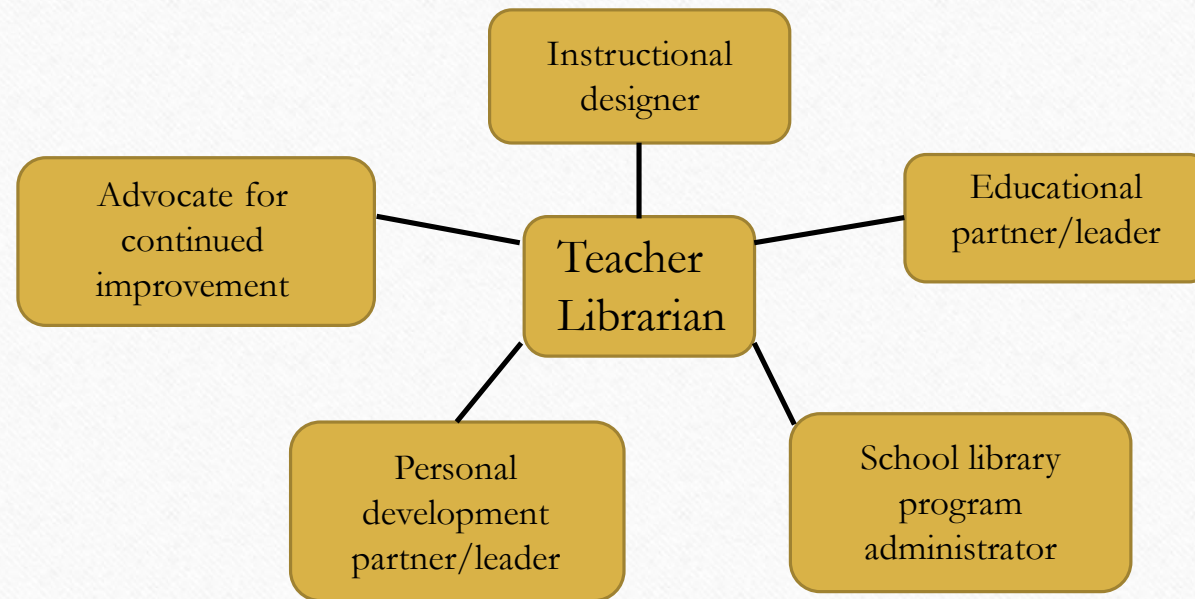 Instructional
designer
Educational
partner/leader
Advocate for
continued
improvement
Teacher
Librarian
Personal
development
partner/leader
School library
program
administrator